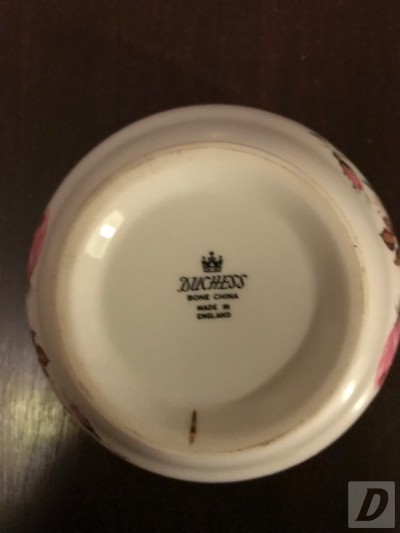 DUCHESS
BONE CHINA
MADE IN
ENGLAND
D